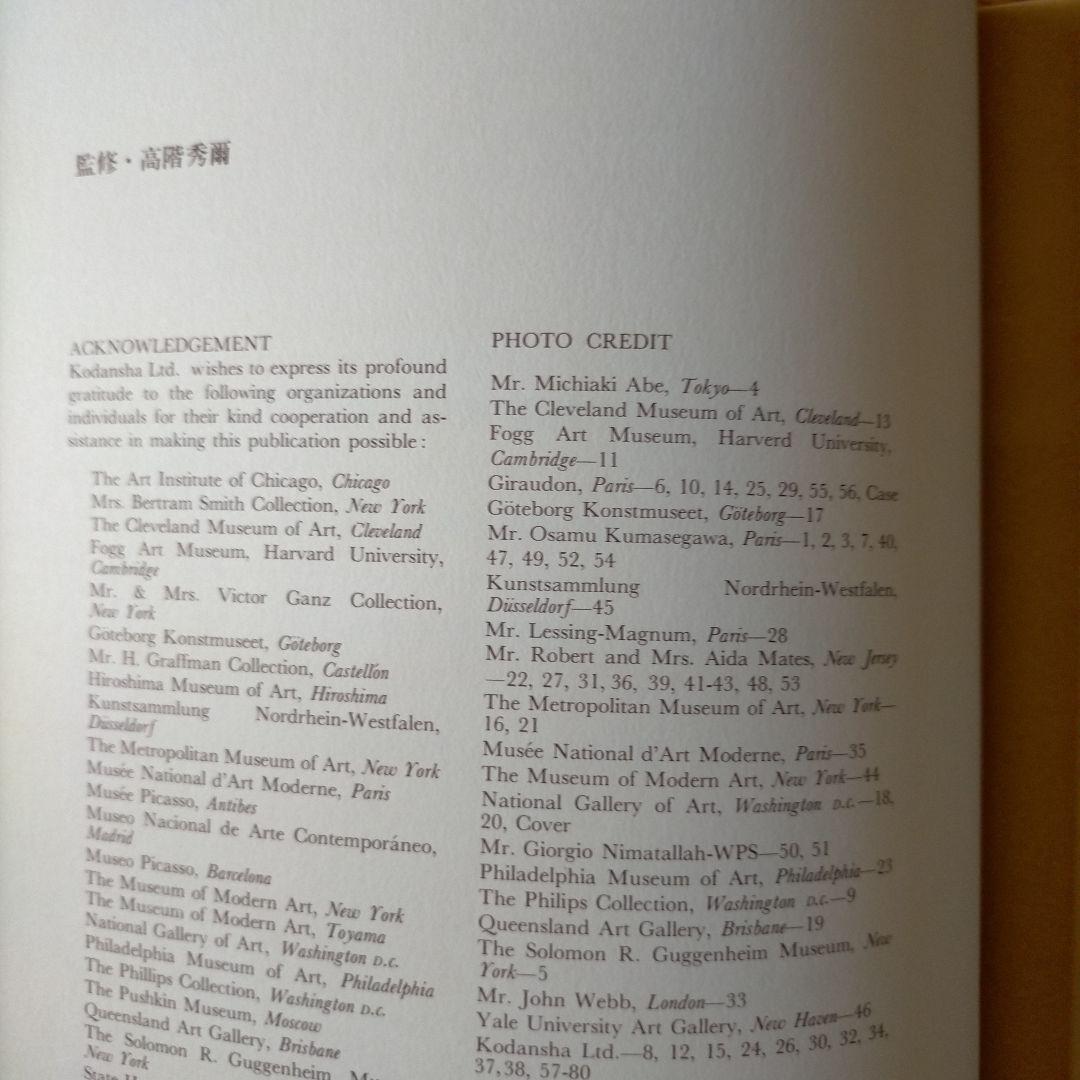 監修・高階秀爾
ACKNOWLEDGEMENT
Kodansha Ltd. wishes to express its profound
gratitude to the following organizations and
individuals for their kind cooperation and as-
sistance in making this publication possible:
The Art Institute of Chicago, Chicago
Mrs. Bertram Smith Collection, New York
The Cleveland Museum of Art, Cleveland
Fogg Art Museum, Harvard University,
Cambridge
Mr. & Mrs. Victor Ganz Collection,
New York
Göteborg Konstmuseet, Göteborg
Mr. H. Graffman Collection, Castellón
Hiroshima Museum of Art, Hiroshima
Kunstsammlung Nordrhein-Westfalen,
Düsseldorf
The Metropolitan Museum of Art, New York
Musée National d'Art Moderne, Paris
Musée Picasso, Antibes
Museo Nacional de Arte Contemporáneo,
Madrid
Museo Picasso, Barcelona
The Museum of Modern Art, New York
The Museum of Modern Art, Toyama
National Gallery of Art, Washington D.C.
Philadelphia Museum of Art, Philadelphia
The Phillips Collection, Washington D.C.
The Pushkin Museum, Moscow
Queensland Art Gallery, Brisbane
The Solomon R. Guggenheim
New York
State
PHOTO CREDIT
Mr. Michiaki Abe, Tokyo—4
The Cleveland Museum of Art, Cleveland—13
Fogg Art Museum, Harverd University,
Cambridge—11
Giraudon, Paris—6, 10, 14, 25, 29, 55, 56, Case
Göteborg Konstmuseet, Göteborg—17
Mr. Osamu Kumasegawa, Paris—1, 2, 3, 7, 40,
47, 49, 52, 54
Kunstsammlung Nordrhein-Westfalen,
Düsseldorf—45
Mr. Lessing-Magnum, Paris—28
Mr. Robert and Mrs. Aida Mates, New Jersey
—22, 27, 31, 36, 39, 41-43, 48, 53
The Metropolitan Museum of Art, New York—
16, 21
Musée National d'Art Moderne, Paris—35
The Museum of Modern Art, New York—44
National Gallery of Art, Washington D.C.—18,
20, Cover
Mr. Giorgio Nimatallah-WPS—50, 51
Philadelphia Museum of Art, Philadelphia—23
The Philips Collection, Washington D.C.—9
Queensland Art Gallery, Brisbane—19
The Solomon R. Guggenheim Museum, New
York—5
Mr. John Webb, London—33
Yale University Art Gallery, New Haven—46
Kodansha Ltd.—8, 12, 15, 24, 26, 30, 32, 34,
37,38, 57-80